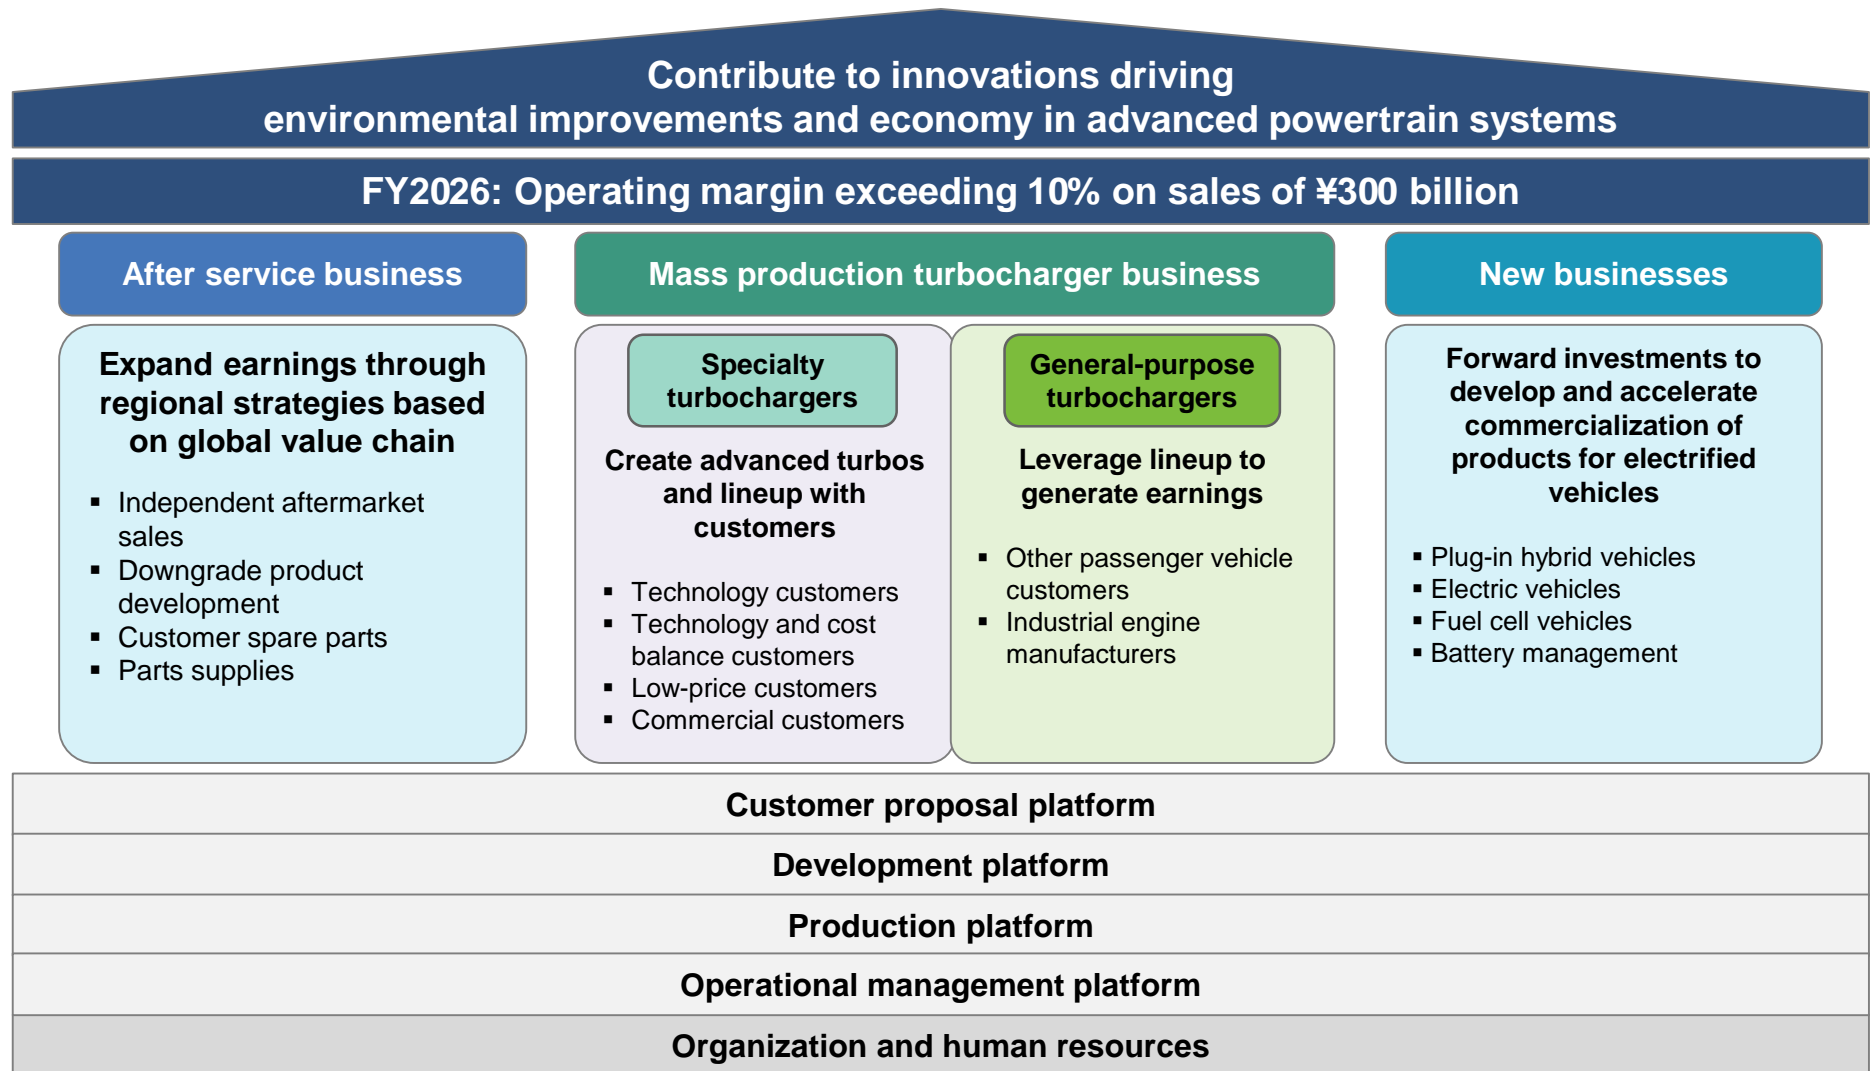 Contribute to innovations driving
environmental improvements and economy in advanced powertrain systems
FY2026: Operating margin exceeding 10% on sales of ¥300 billion
After service business
Expand earnings through
regional strategies based
on global value chain
▪ Independent aftermarket
sales
▪ Downgrade product
development
▪ Customer spare parts
▪ Parts supplies
Mass production turbocharger business
Specialty
turbochargers
Create advanced turbos
and lineup with
customers
▪ Technology customers
▪ Technology and cost
balance customers
▪ Low-price customers
▪ Commercial customers
General-purpose
turbochargers
Leverage lineup to
generate earnings
▪ Other passenger vehicle
customers
▪ Industrial engine
manufacturers
New businesses
Forward investments to
develop and accelerate
commercialization of
products for electrified
vehicles
▪ Plug-in hybrid vehicles
▪ Electric vehicles
▪ Fuel cell vehicles
▪ Battery management
Customer proposal platform
Development platform
Production platform
Operational management platform
Organization and human resources